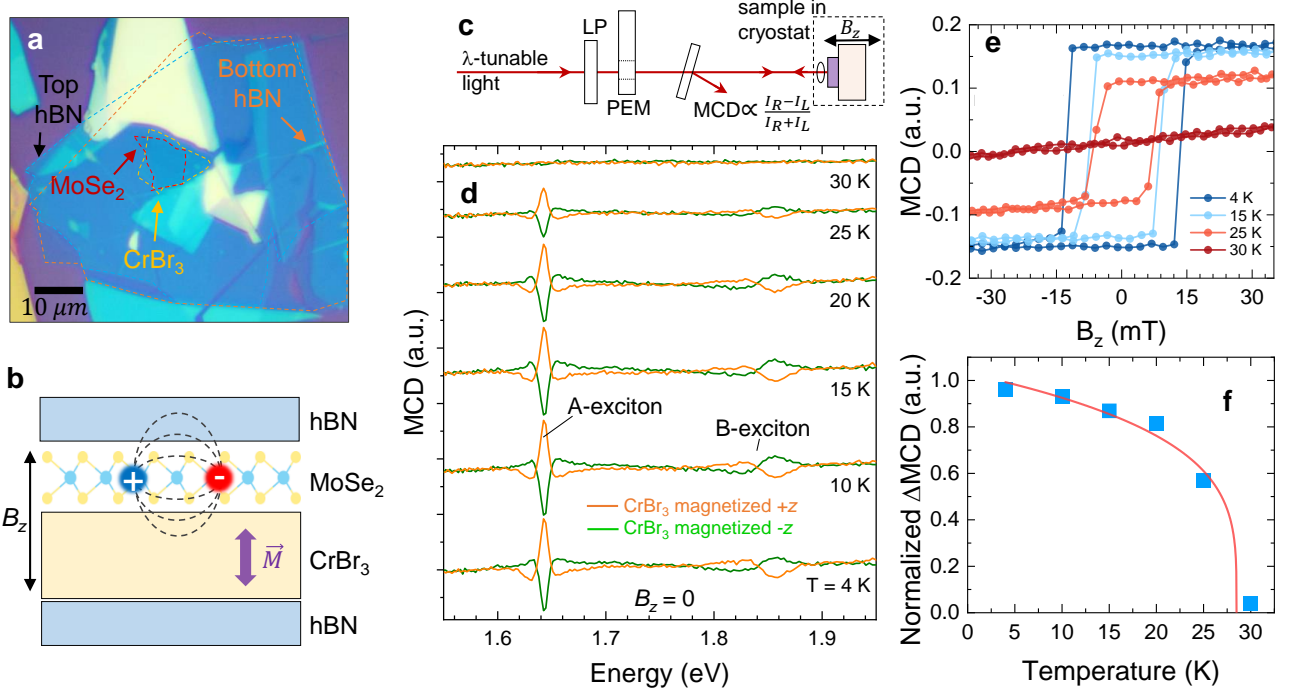 a
Top
hBN
Bottom
hBN
MoSe2
CrBr3
10 μm
b
hBN
MoSe2
CrBr3
hBN
Bz
+
-
M⃗
c
LP
PEM
λ-tunable
light
sample in
cryostat
Bz
MCD∝ (IR−IL)/(IR+IL)
d
MCD (a.u.)
30 K
25 K
20 K
15 K
10 K
T = 4 K
A-exciton
B-exciton
CrBr3 magnetized +z
CrBr3 magnetized -z
Bz = 0
1.6 1.7 1.8 1.9
Energy (eV)
e
MCD (a.u.)
0.2
0.1
0.0
-0.1
-0.2
4 K
15 K
25 K
30 K
-30 -15 0 15 30
Bz (mT)
f
Normalized ΔMCD (a.u.)
1.0
0.8
0.6
0.4
0.2
0.0
0 5 10 15 20 25 30
Temperature (K)